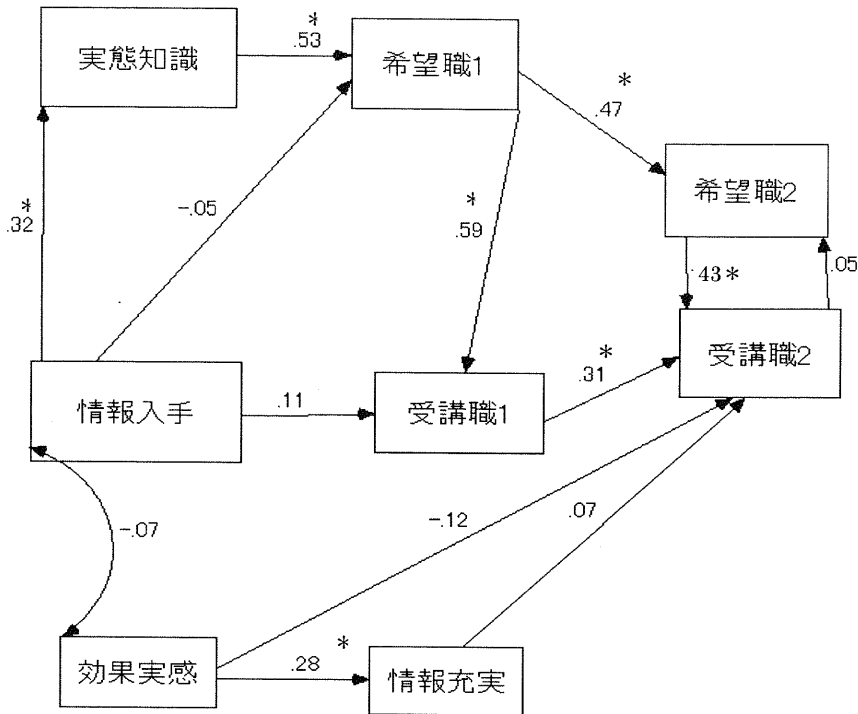 実態知識
*
.53
希望職1
*
.47
希望職2
*
.32
-.05
*
.59
.43*
.05
情報入手
.11
受講職1
*
.31
受講職2
-.07
-.12
.07
効果実感
*
.28
情報充実